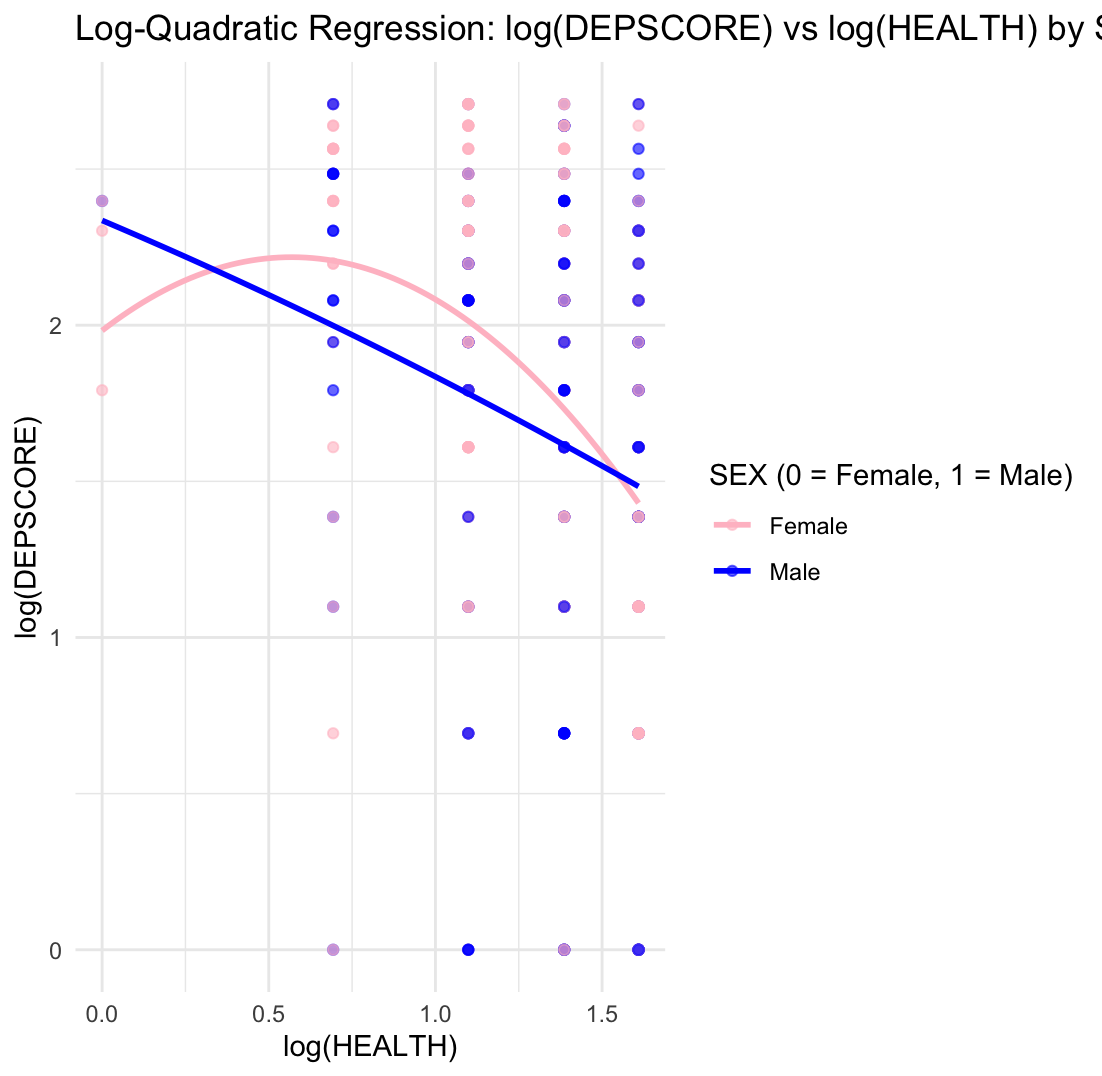 Log-Quadratic Regression: log(DEPSCORE) vs log(HEALTH) by
log(DEPSCORE)
2
1
0
0.0 0.5 1.0 1.5
log(HEALTH)
SEX (0 = Female, 1 = Male)
Female
Male